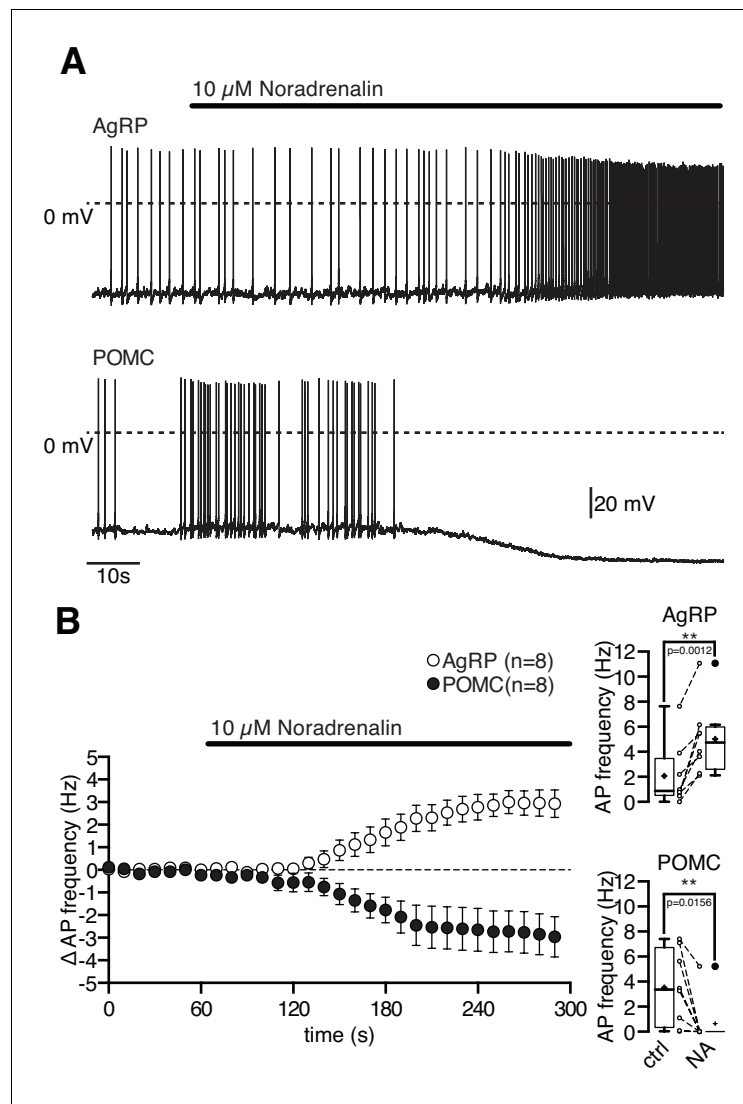 A
10 µM Noradrenalin
AgRP
0 mV
POMC
0 mV
20 mV
10s
B
AgRP (n=8)
POMC(n=8)
10 µM Noradrenalin
Δ AP frequency (Hz)
5
4
3
2
1
0
-1
-2
-3
-4
-5
0 60 120 180 240 300
time (s)
AgRP
**
p=0.0012
AP frequency (Hz)
12
10
8
6
4
2
0
POMC
**
p=0.0156
AP frequency (Hz)
12
10
8
6
4
2
0
ctrl NA